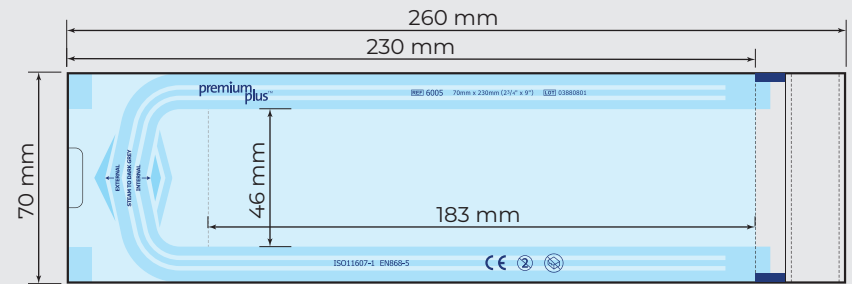 260 mm
230 mm
premium plus™
REF 6005 70mm x 230mm (2³/₄" x 9") LOT 03880801
70 mm
EXTERNAL
STEAM TO DARK GREY
INTERNAL
46 mm
183 mm
ISO11607-1 EN868-5
CE 2